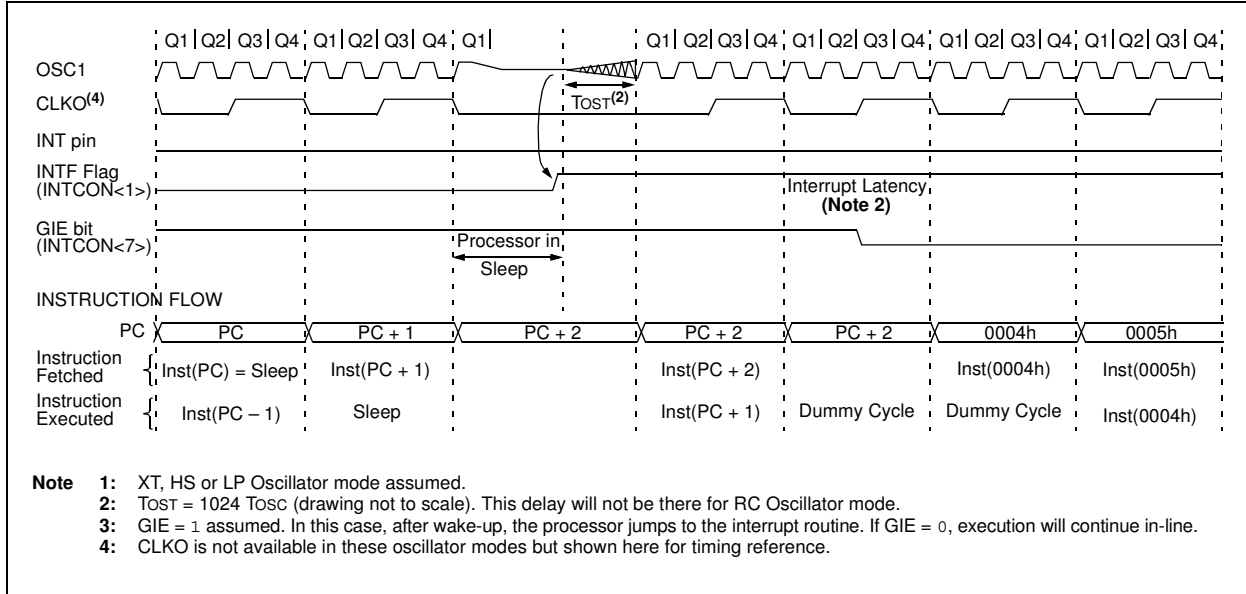 Q1 Q2 Q3 Q4 Q1 Q2 Q3 Q4 Q1 Q1 Q2 Q3 Q4 Q1 Q2 Q3 Q4 Q1 Q2 Q3 Q4 Q1 Q2 Q3 Q4
OSC1
CLKO(4)
TOST(2)
INT pin
INTF Flag
(INTCON<1>)
Interrupt Latency
(Note 2)
GIE bit
(INTCON<7>)
Processor in
Sleep
INSTRUCTION FLOW
PC PC PC + 1 PC + 2 PC + 2 PC + 2 0004h 0005h
Instruction
Fetched
Inst(PC) = Sleep Inst(PC + 1) Inst(PC + 2) Inst(0004h) Inst(0005h)
Instruction
Executed
Inst(PC – 1) Sleep Inst(PC + 1) Dummy Cycle Dummy Cycle Inst(0004h)
Note 1: XT, HS or LP Oscillator mode assumed.
2: TOST = 1024 TOSC (drawing not to scale). This delay will not be there for RC Oscillator mode.
3: GIE = 1 assumed. In this case, after wake-up, the processor jumps to the interrupt routine. If GIE = 0, execution will continue in-line.
4: CLKO is not available in these oscillator modes but shown here for timing reference.